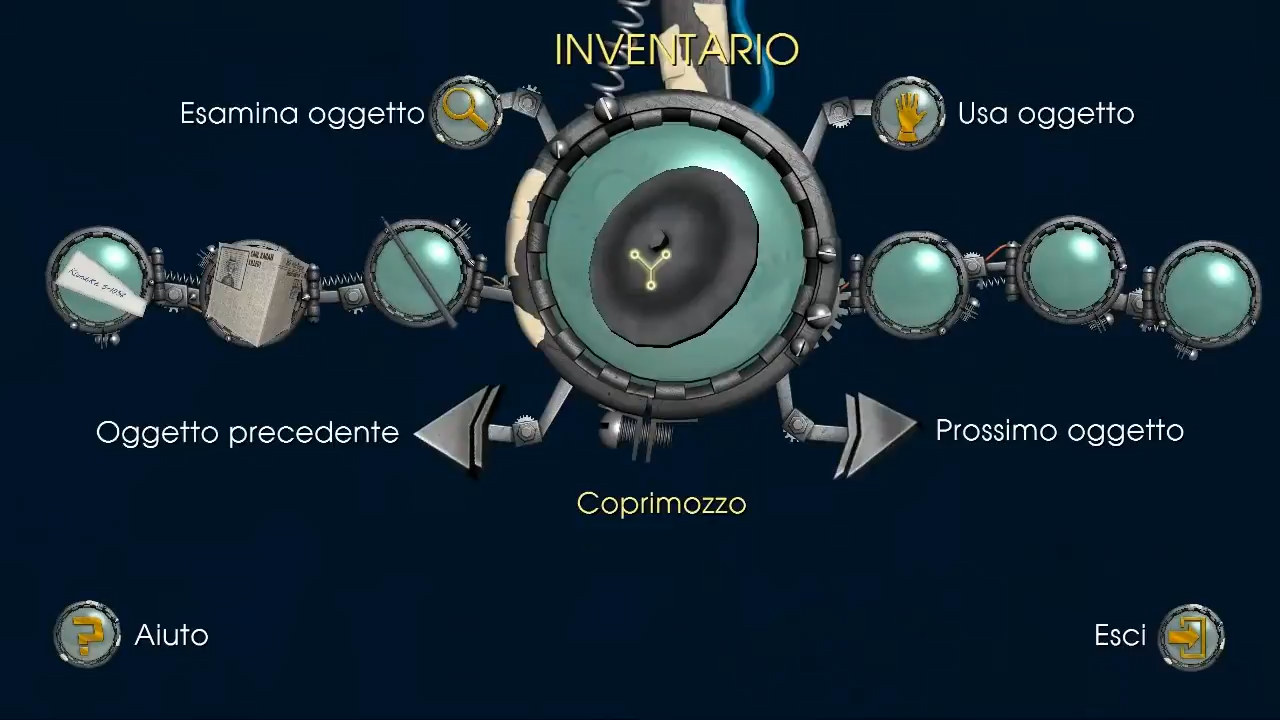 INVENTARIO
Esamina oggetto
Usa oggetto
Oggetto precedente
Prossimo oggetto
Coprimozzo
Aiuto
Esci